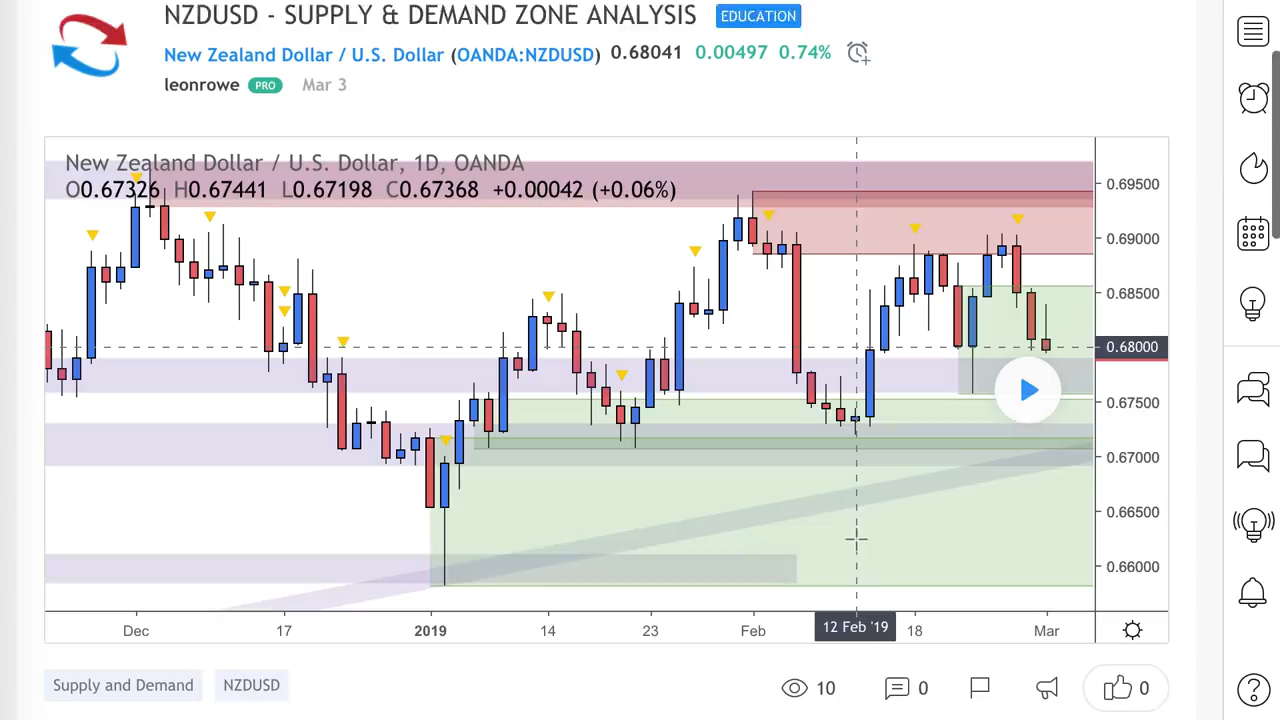 NZDUSD - SUPPLY & DEMAND ZONE ANALYSIS EDUCATION
New Zealand Dollar / U.S. Dollar (OANDA:NZDUSD) 0.68041 0.00497 0.74%
leonrowe PRO Mar 3
New Zealand Dollar / U.S. Dollar, 1D, OANDA
O0.67326 H0.67441 L0.67198 C0.67368 +0.00042 (+0.06%)
0.69500
0.69000
0.68500
0.68000
0.67500
0.67000
0.66500
0.66000
Dec 17 2019 14 23 Feb 12 Feb '19 18 Mar
Supply and Demand NZDUSD 10 0 0